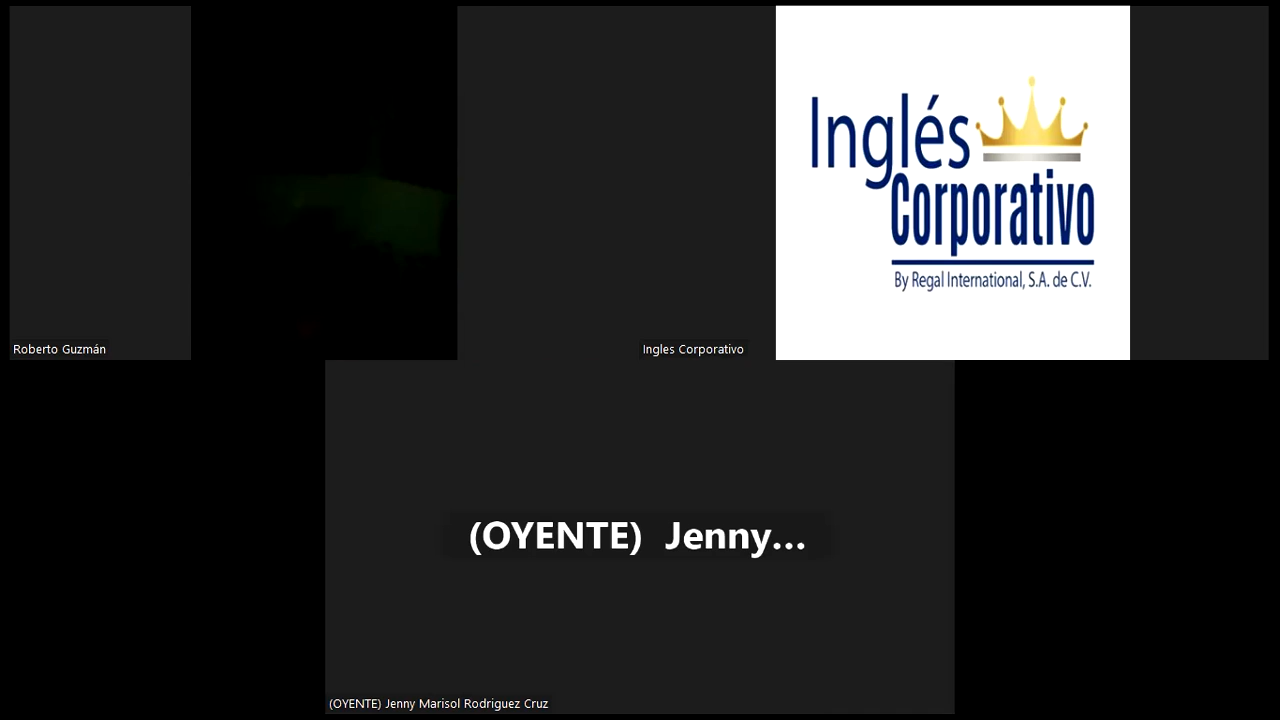 Inglés
Corporativo
By Regal International, S.A. de C.V.
Roberto Guzmán
Ingles Corporativo
(OYENTE) Jenny...
(OYENTE) Jenny Marisol Rodriguez Cruz